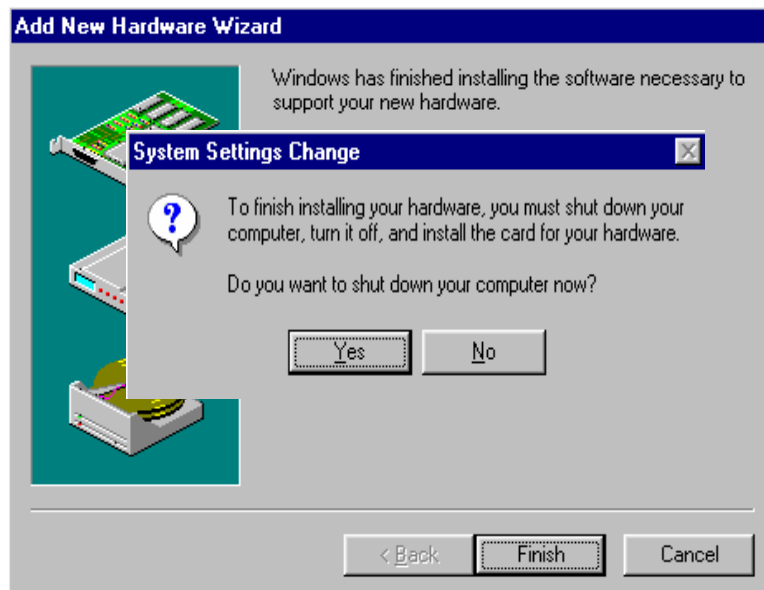 Add New Hardware Wizard
Windows has finished installing the software necessary to
support your new hardware.
System Settings Change
?
To finish installing your hardware, you must shut down your
computer, turn it off, and install the card for your hardware.
Do you want to shut down your computer now?
Yes
No
< Back
Finish
Cancel